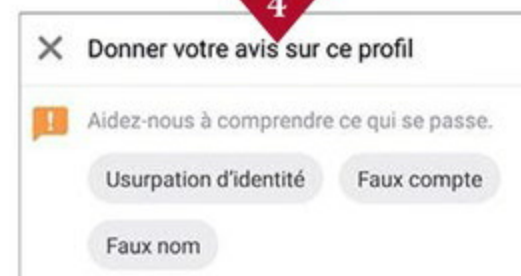 4
Donner votre avis sur ce profil
Aidez-nous à comprendre ce qui se passe.
Usurpation d'identité Faux compte
Faux nom